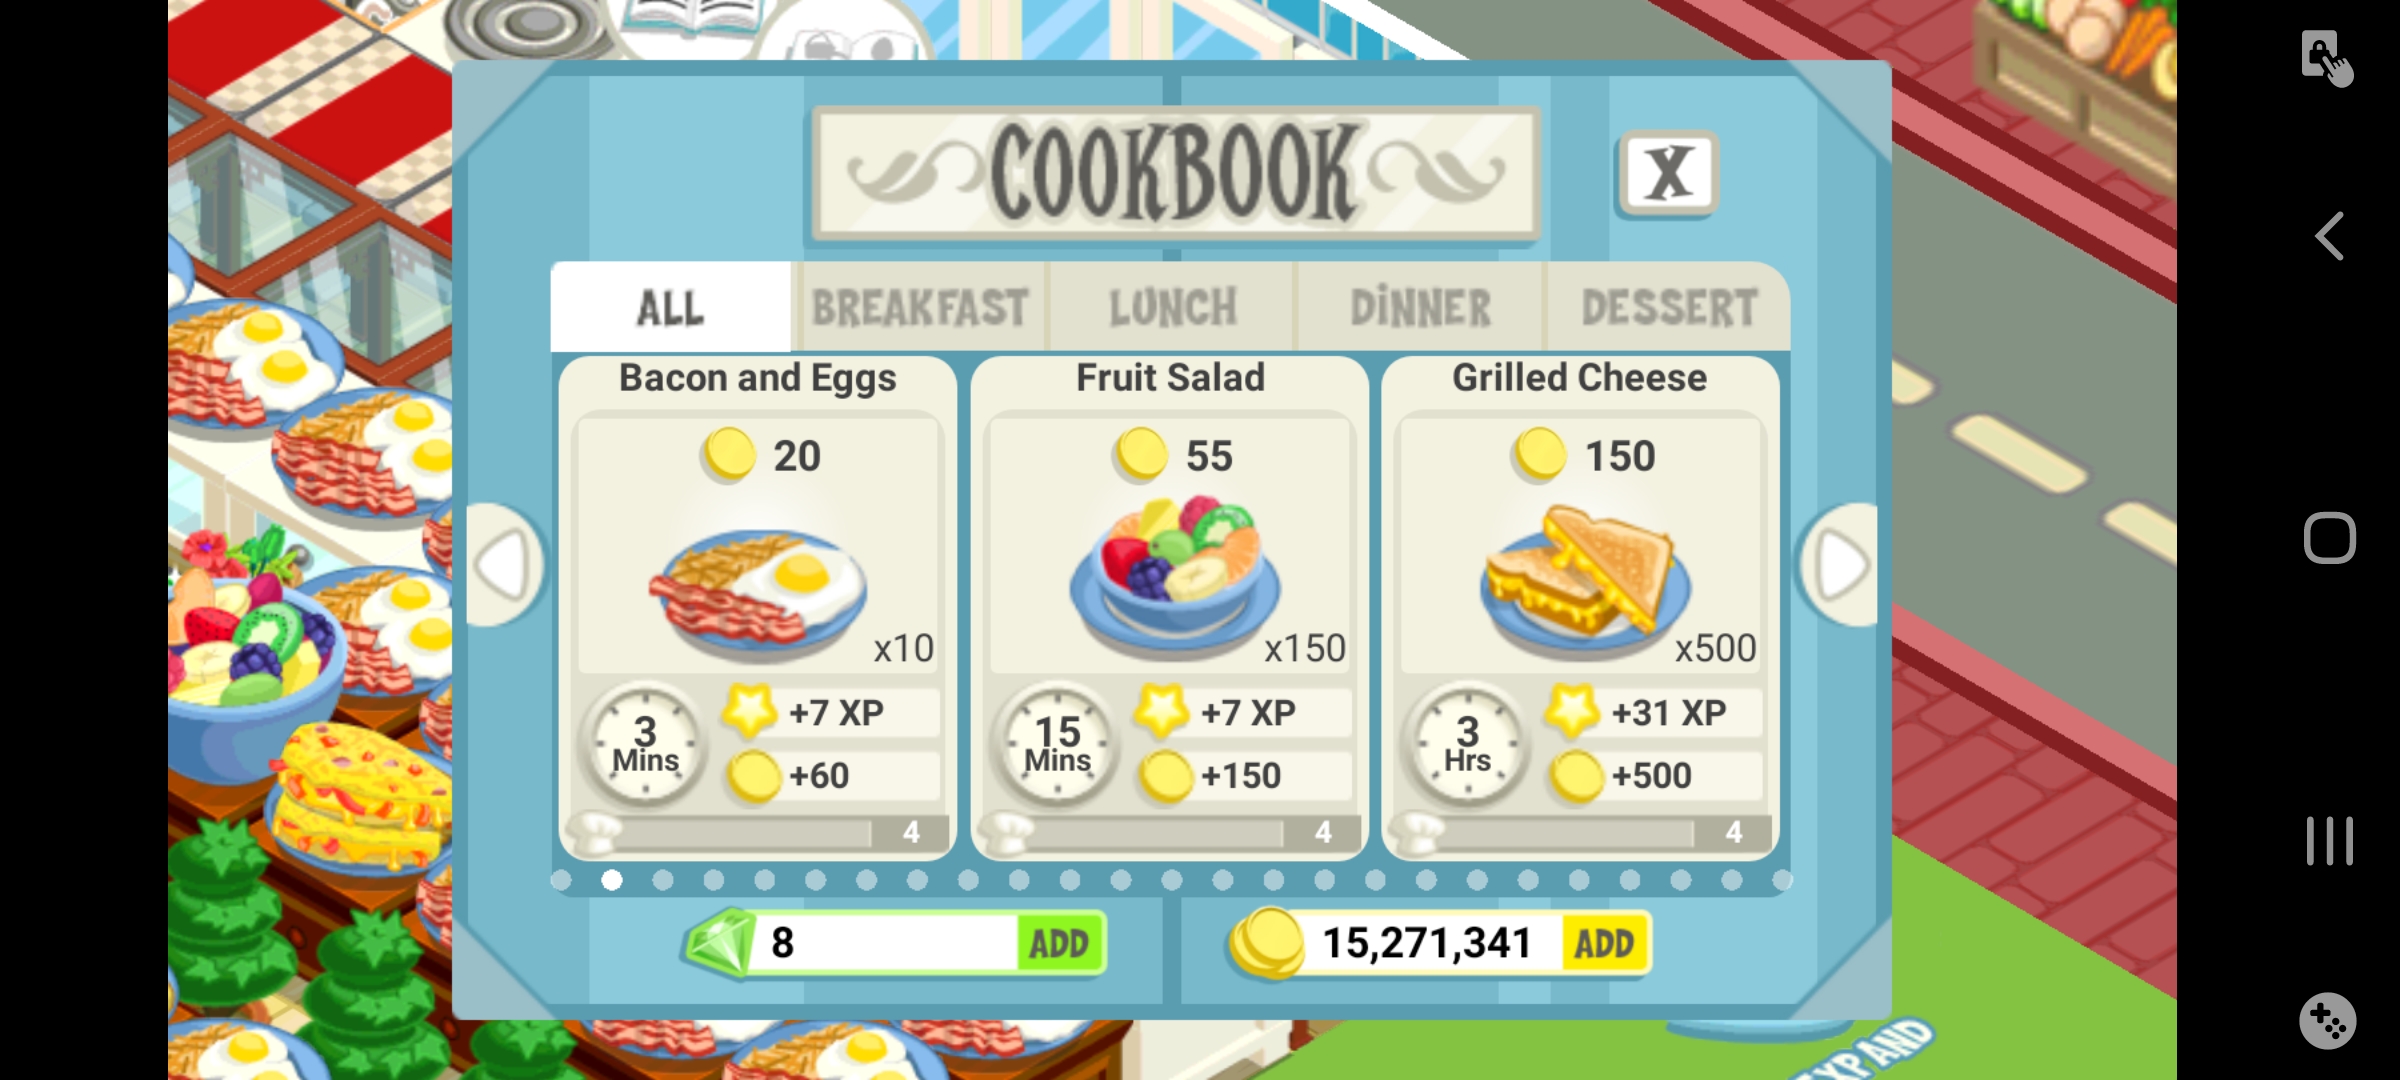 COOKBOOK
X
ALL
BREAKFAST
LUNCH
DINNER
DESSERT
Bacon and Eggs
20
x10
3
Mins
+7 XP
+60
4
Fruit Salad
55
x150
15
Mins
+7 XP
+150
4
Grilled Cheese
150
x500
3
Hrs
+31 XP
+500
4
8
ADD
15,271,341
ADD
EXPAND